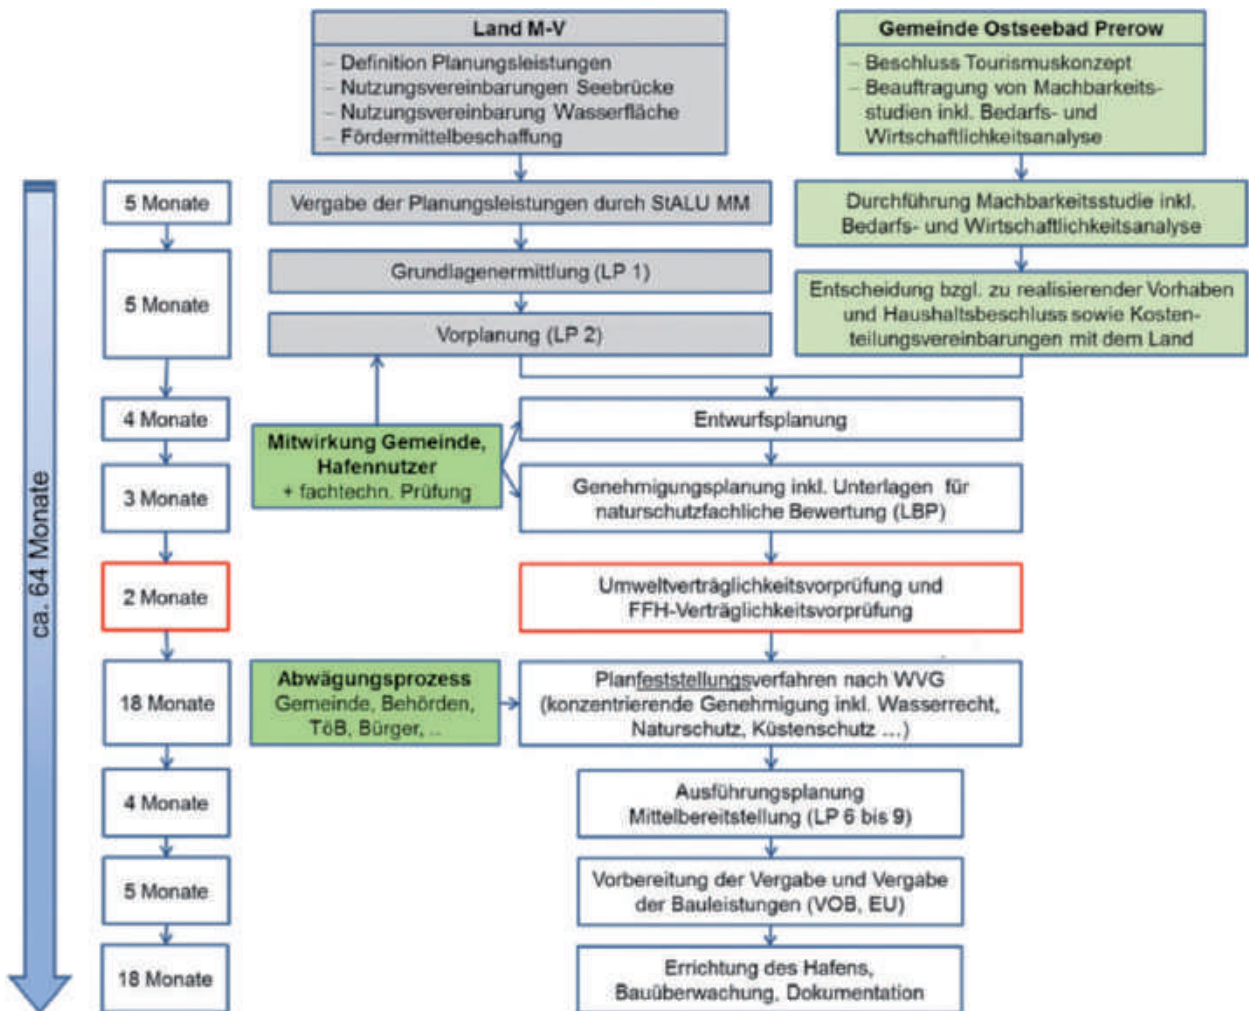 Land M-V
– Definition Planungsleistungen
– Nutzungsvereinbarungen Seebrücke
– Nutzungsvereinbarung Wasserfläche
– Fördermittelbeschaffung
Gemeinde Ostseebad Prerow
– Beschluss Tourismuskonzept
– Beauftragung von Machbarkeits-
studien inkl. Bedarfs- und
Wirtschaftlichkeitsanalyse
ca. 64 Monate
5 Monate
Vergabe der Planungsleistungen durch StALU MM
Durchführung Machbarkeitsstudie inkl.
Bedarfs- und Wirtschaftlichkeitsanalyse
5 Monate
Grundlagenermittlung (LP 1)
Vorplanung (LP 2)
Entscheidung bzgl. zu realisierender Vorhaben
und Haushaltsbeschluss sowie Kosten-
teilungsvereinbarungen mit dem Land
4 Monate
Entwurfsplanung
Mitwirkung Gemeinde,
Hafennutzer
+ fachtechn. Prüfung
3 Monate
Genehmigungsplanung inkl. Unterlagen für
naturschutzfachliche Bewertung (LBP)
2 Monate
Umweltverträglichkeitsvorprüfung und
FFH-Verträglichkeitsvorprüfung
18 Monate
Abwägungsprozess
Gemeinde, Behörden,
TöB, Bürger, ..
Planfeststellungsverfahren nach WVG
(konzentrierende Genehmigung inkl. Wasserrecht,
Naturschutz, Küstenschutz ...)
4 Monate
Ausführungsplanung
Mittelbereitstellung (LP 6 bis 9)
5 Monate
Vorbereitung der Vergabe und Vergabe
der Bauleistungen (VOB, EU)
18 Monate
Errichtung des Hafens,
Bauüberwachung, Dokumentation